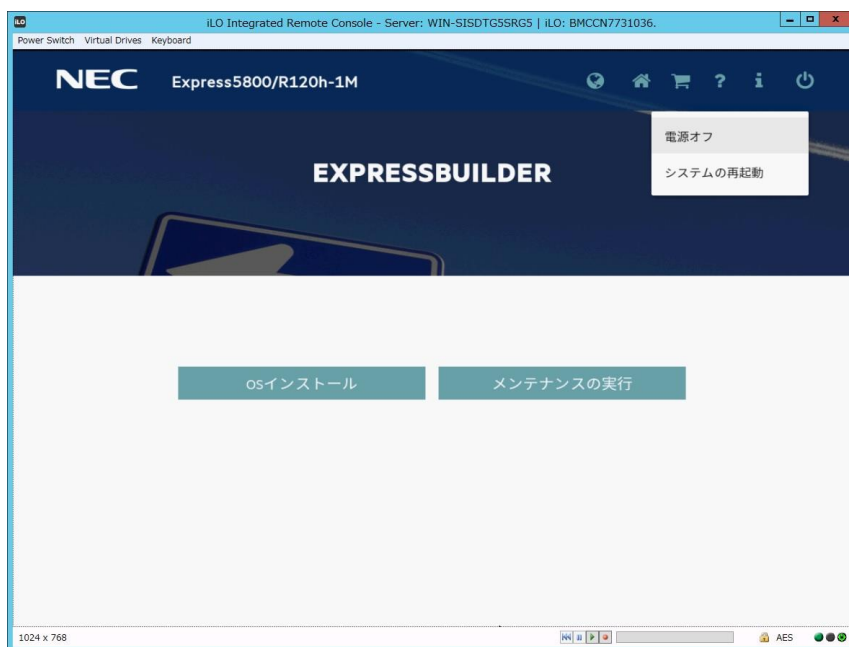 iLO
iLO Integrated Remote Console - Server: WIN-SISDTG5SRG5 | iLO: BMCCN7731036.
Power Switch Virtual Drives Keyboard
NEC Express5800/R120h-1M
電源オフ
システムの再起動
EXPRESSBUILDER
OSインストール メンテナンスの実行
1024 x 768
AES